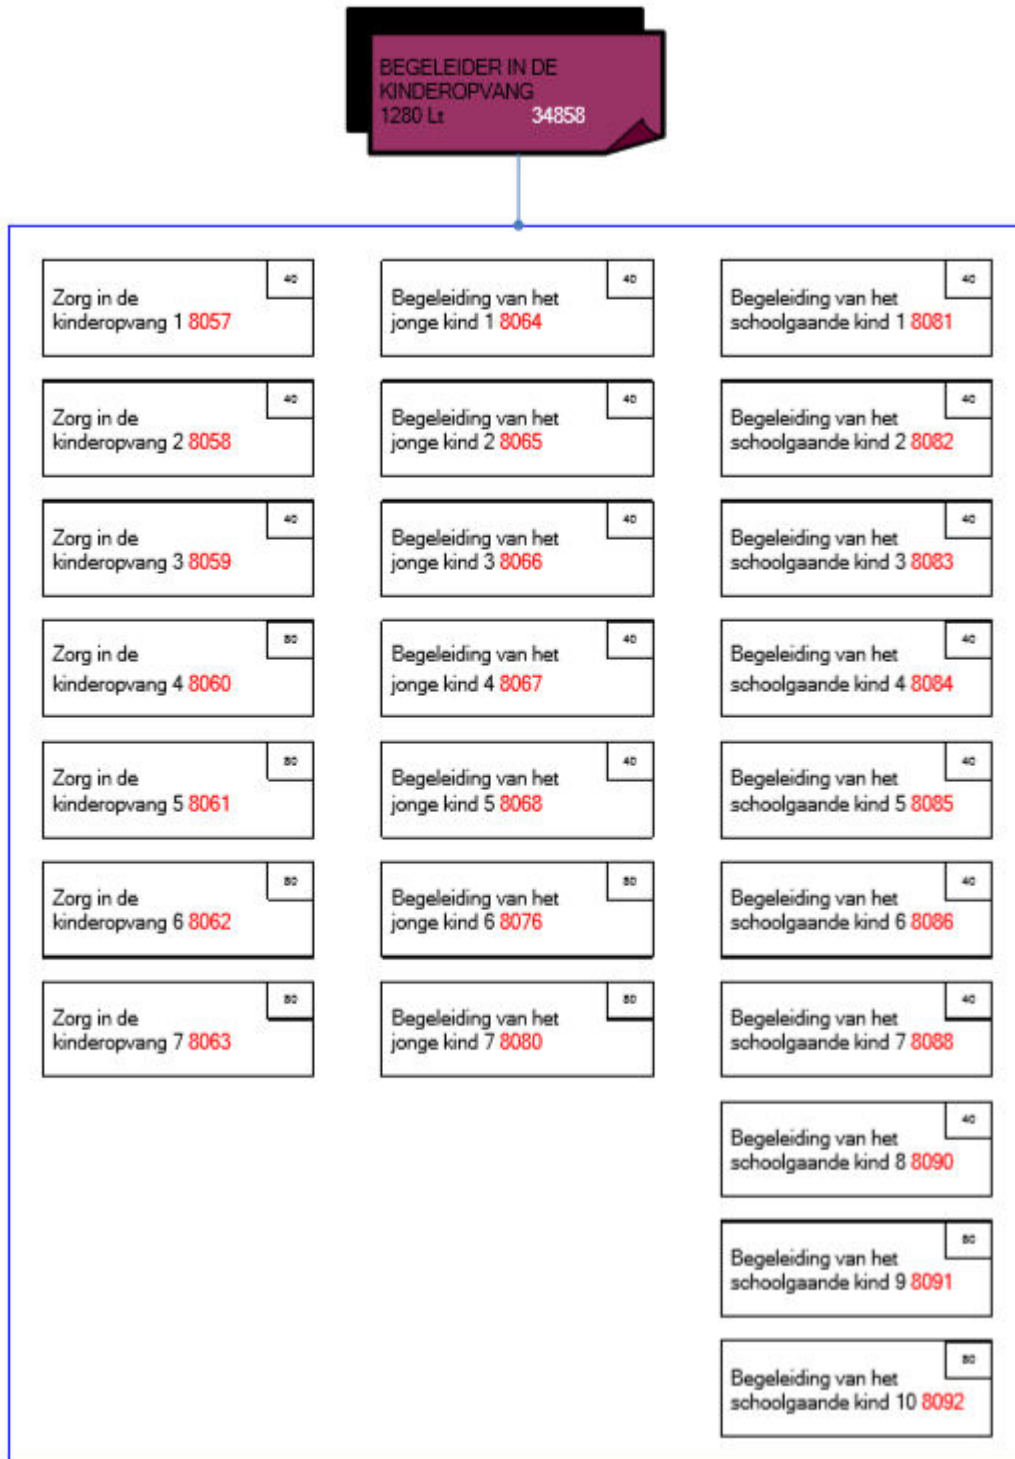 BEGELEIDER IN DE
KINDEROPVANG
1280 Lt 34858
40
Zorg in de
kinderopvang 1 8057
40
Zorg in de
kinderopvang 2 8058
40
Zorg in de
kinderopvang 3 8059
80
Zorg in de
kinderopvang 4 8060
80
Zorg in de
kinderopvang 5 8061
80
Zorg in de
kinderopvang 6 8062
80
Zorg in de
kinderopvang 7 8063
40
Begeleiding van het
jonge kind 1 8064
40
Begeleiding van het
jonge kind 2 8065
40
Begeleiding van het
jonge kind 3 8066
40
Begeleiding van het
jonge kind 4 8067
40
Begeleiding van het
jonge kind 5 8068
80
Begeleiding van het
jonge kind 6 8076
80
Begeleiding van het
jonge kind 7 8080
40
Begeleiding van het
schoolgaande kind 1 8081
40
Begeleiding van het
schoolgaande kind 2 8082
40
Begeleiding van het
schoolgaande kind 3 8083
40
Begeleiding van het
schoolgaande kind 4 8084
40
Begeleiding van het
schoolgaande kind 5 8085
40
Begeleiding van het
schoolgaande kind 6 8086
40
Begeleiding van het
schoolgaande kind 7 8088
40
Begeleiding van het
schoolgaande kind 8 8090
80
Begeleiding van het
schoolgaande kind 9 8091
80
Begeleiding van het
schoolgaande kind 10 8092